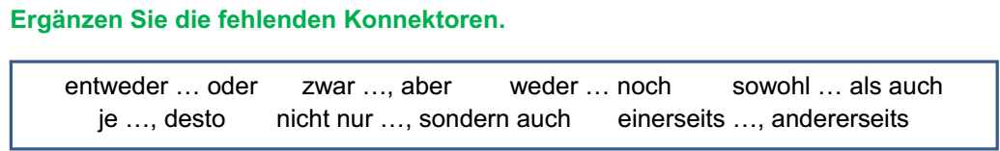 Ergänzen Sie die fehlenden Konnektoren.
entweder … oder zwar …, aber weder … noch sowohl … als auch
je …, desto nicht nur …, sondern auch einerseits …, andererseits